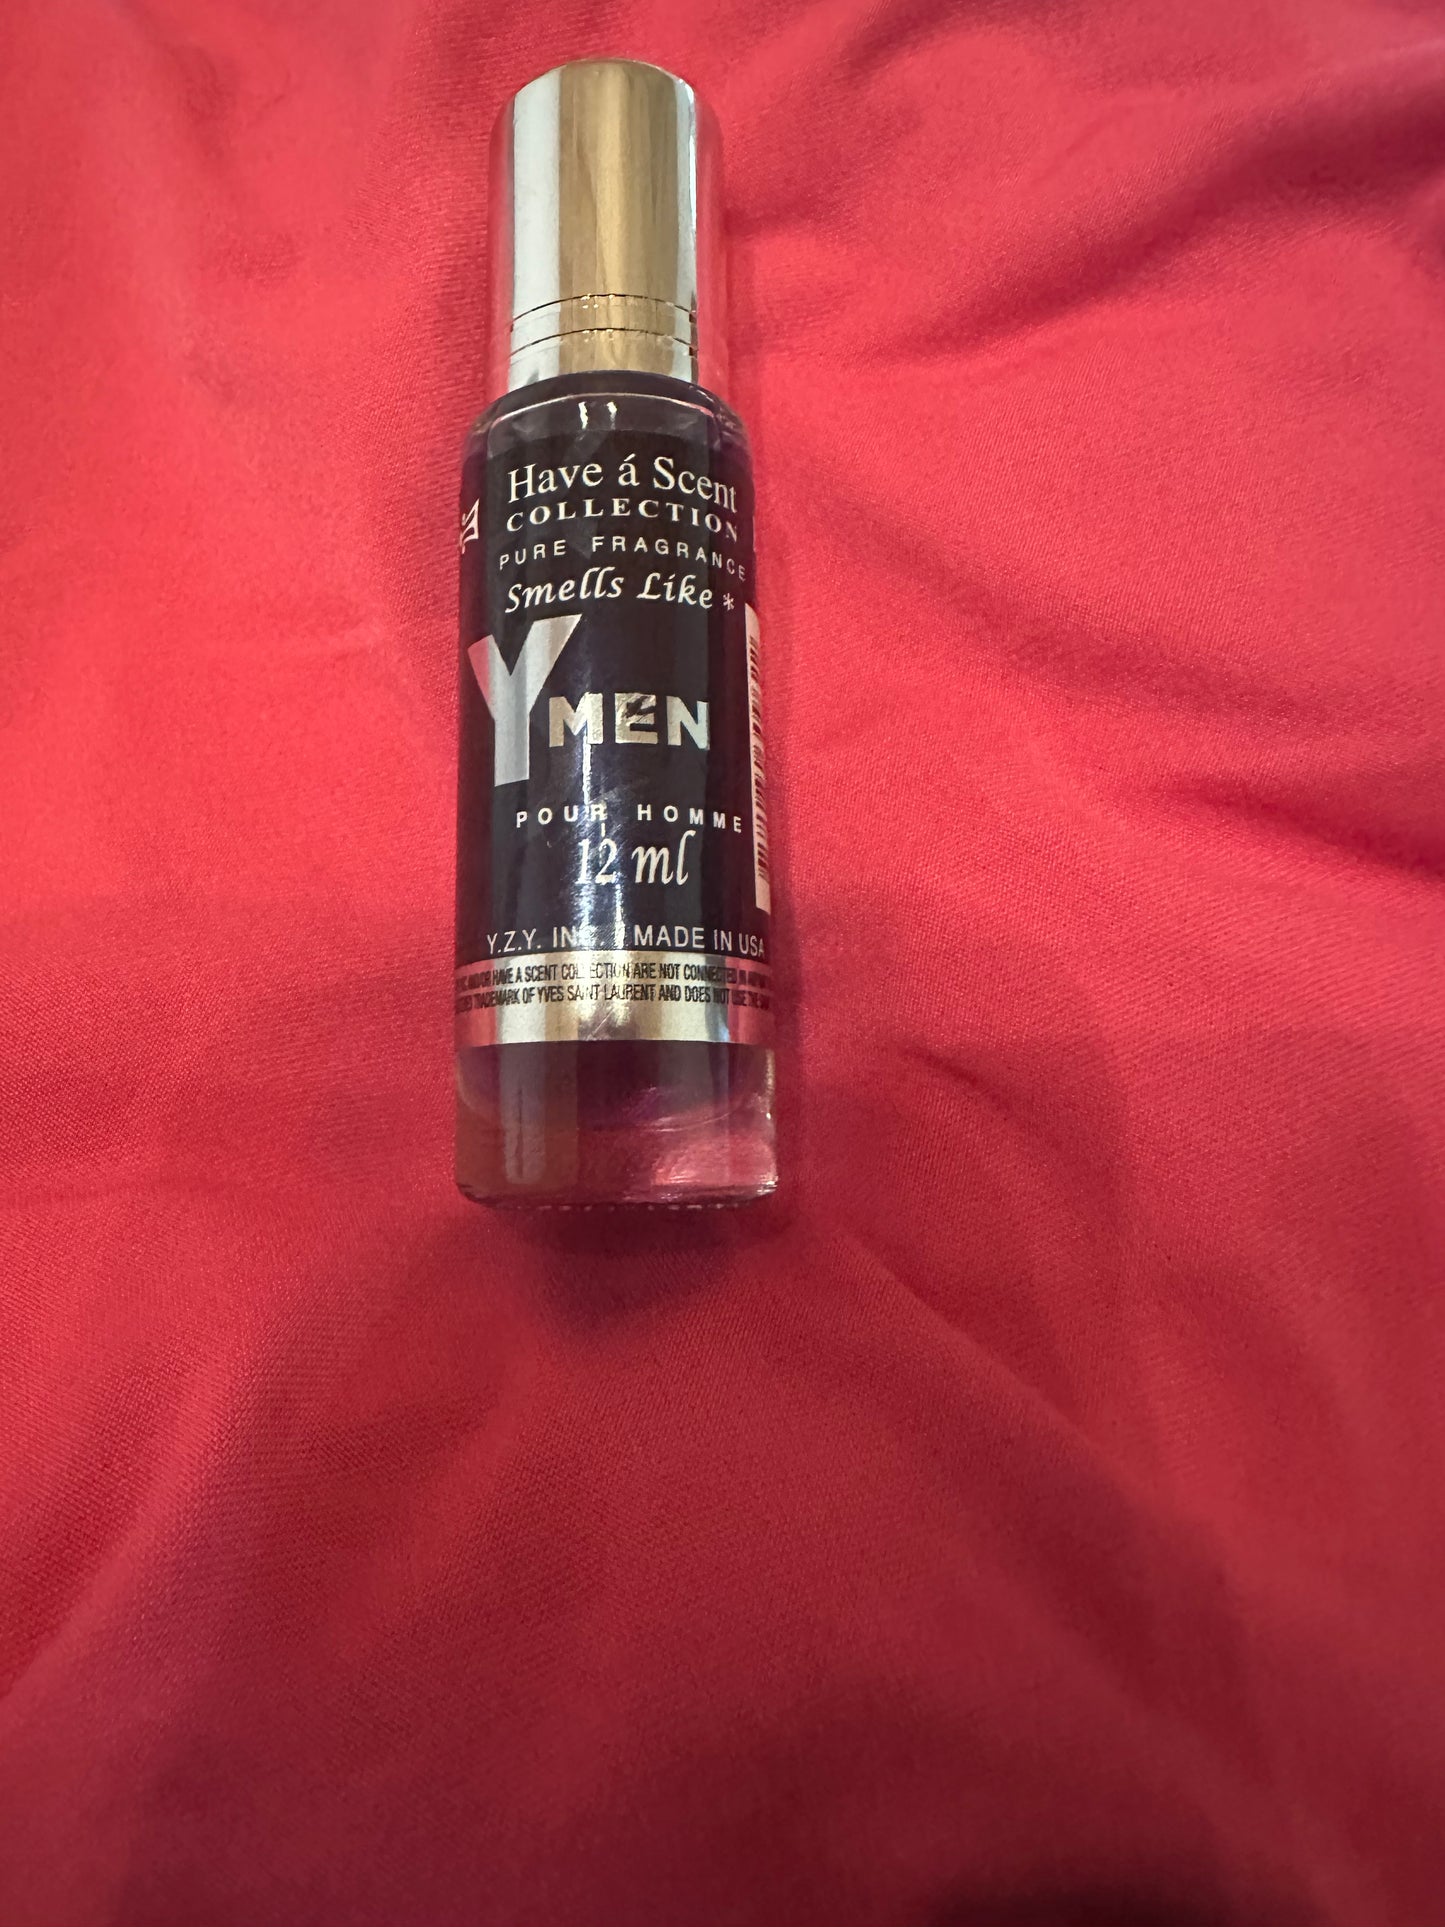 Have á Scent
COLLECTION
PURE FRAGRANCE
Smells Like *
Y MEN
POUR HOMME
12 ml
Y.Z.Y. INC. MADE IN USA
HAVE A SCENT COLLECTION ARE NOT CONNECTED IN
TRADEMARK OF YVES SAINT LAURENT AND DOES NOT USE THE